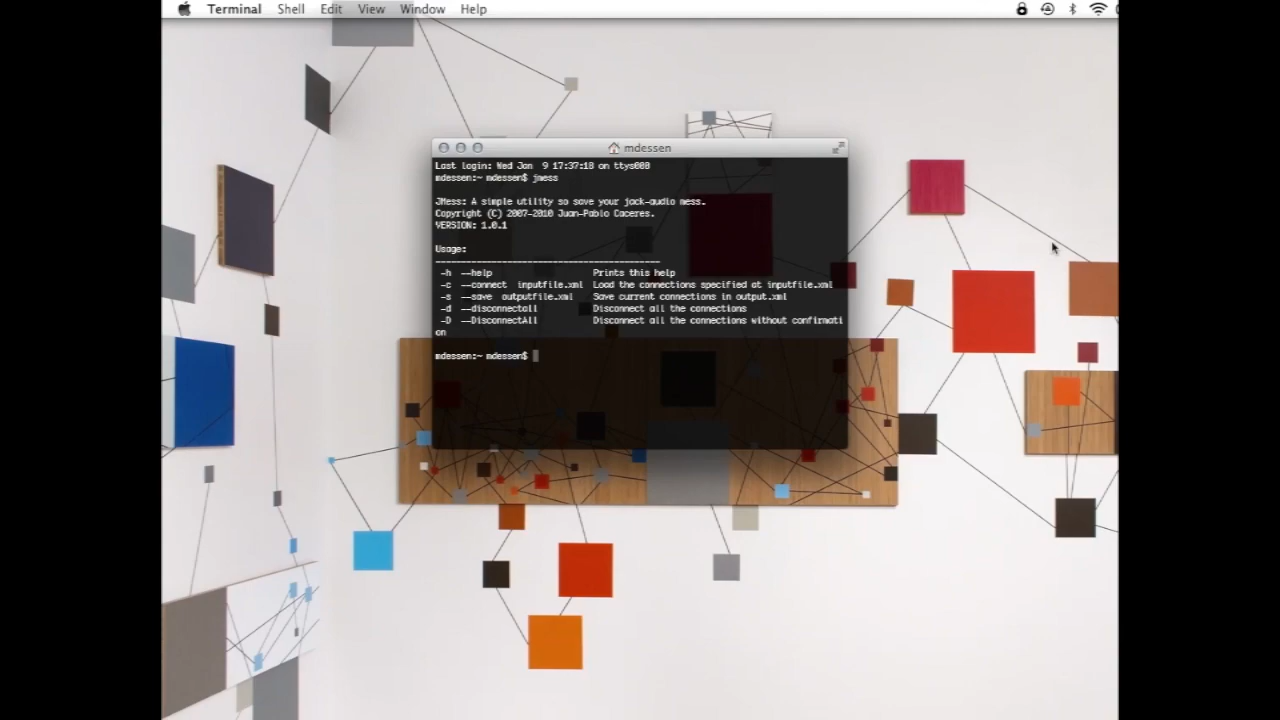 Terminal Shell Edit View Window Help
mdessen
Last login: Wed Jan  9 17:37:18 on ttys000
mdessen:~ mdessen$ jmess
JMess: A simple utility so save your jack-audio mess.
Copyright (C) 2007-2010 Juan-Pablo Caceres.
VERSION: 1.0.1
Usage:
--------------------------------------------
-h  --help                 Prints this help
-c  --connect  inputfile.xml  Load the connections specified at inputfile.xml
-s  --save  outputfile.xml    Save current connections in output.xml
-d  --disconnectall        Disconnect all the connections
-D  --DisconnectAll        Disconnect all the connections without confirmati
on
mdessen:~ mdessen$